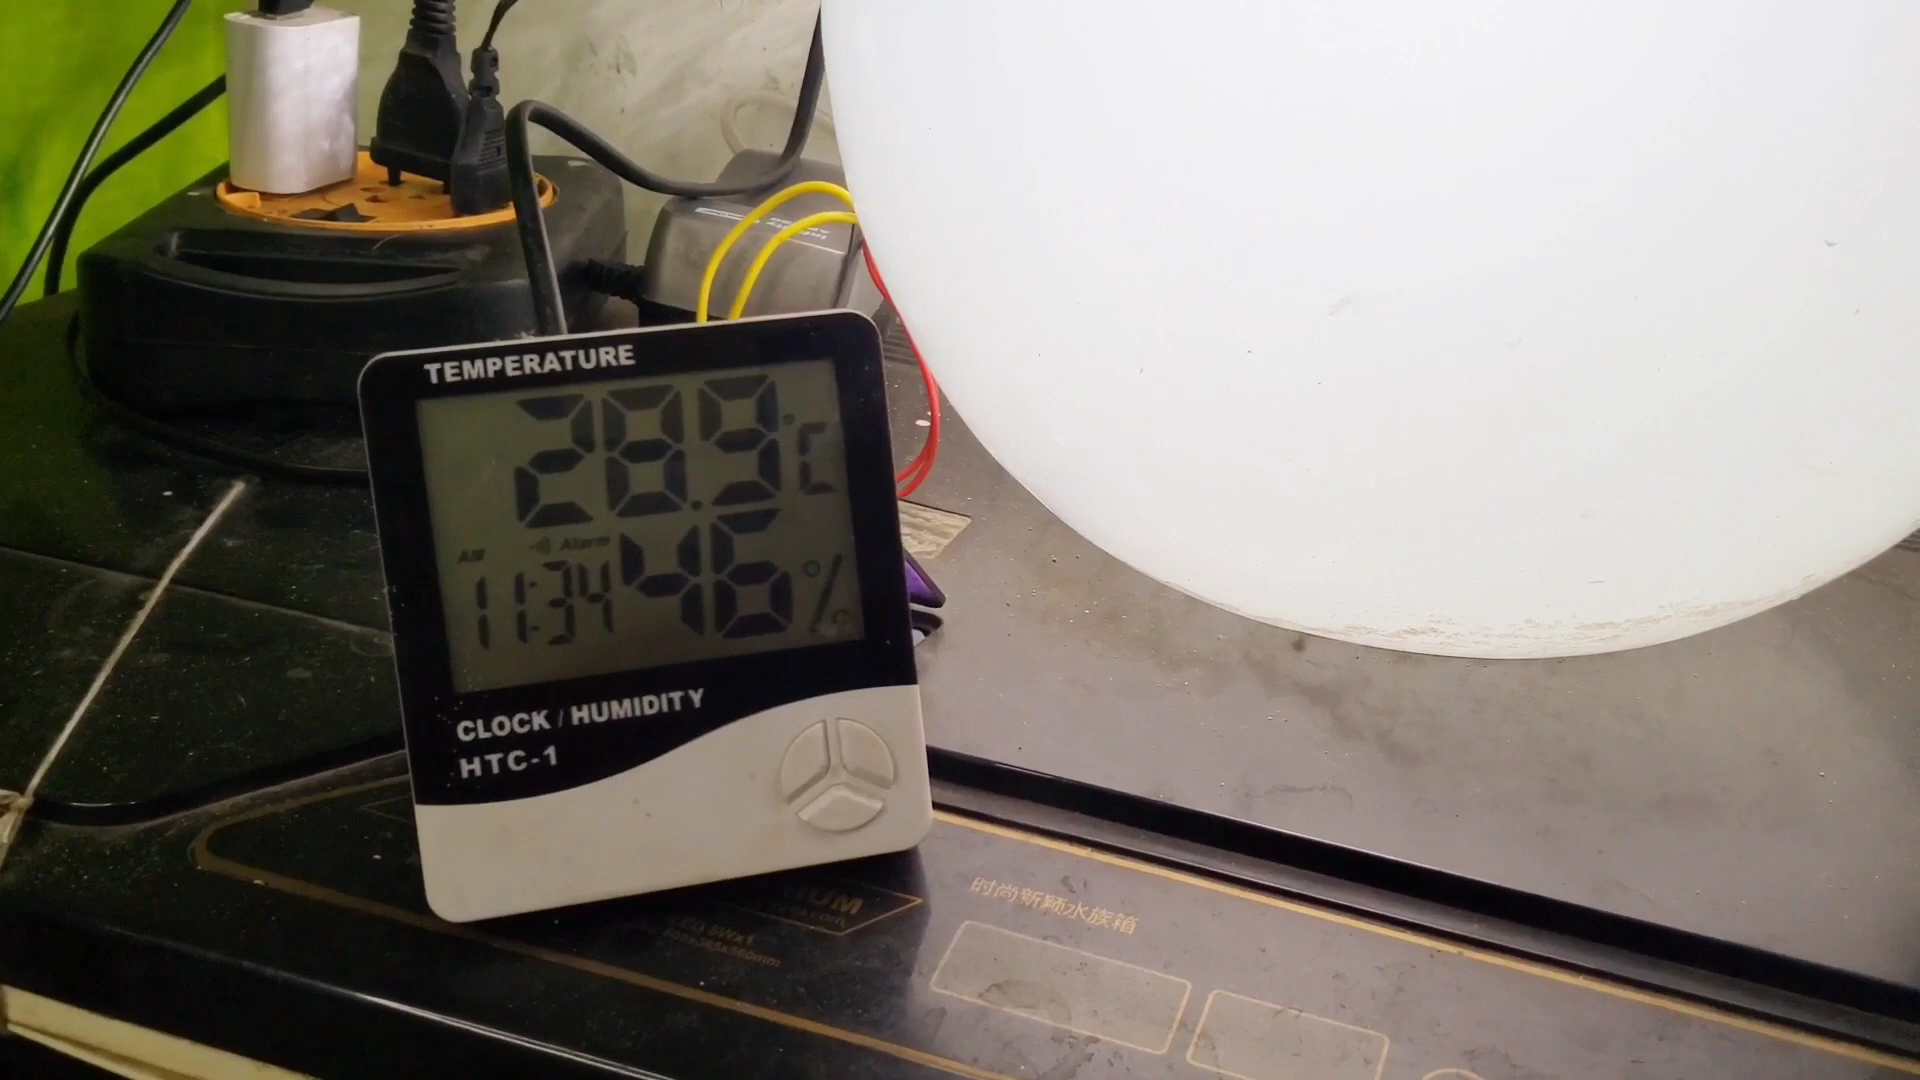 TEMPERATURE
28.9°C
AM Alarm
11:34 46%
CLOCK / HUMIDITY
HTC-1
时尚新颖水族箱